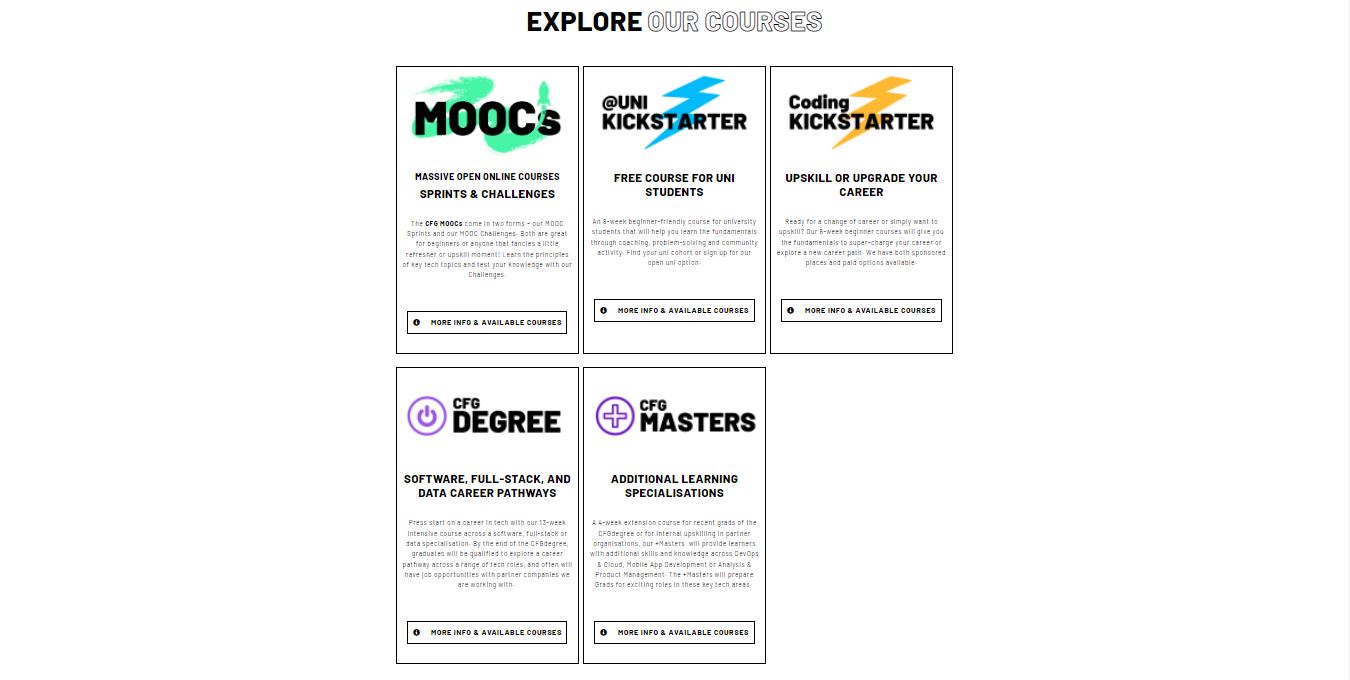 EXPLORE OUR COURSES
MOOCs
MASSIVE OPEN ONLINE COURSES
SPRINTS & CHALLENGES
The CFG MOOCs come in two forms - our MOOC
Sprints and our MOOC Challenges. Both are great
for beginners or anyone that fancies a little
refresher or upskill moment! Learn the principles
of key tech topics and test your knowledge with our
Challenges.
MORE INFO & AVAILABLE COURSES
@UNI
KICKSTARTER
FREE COURSE FOR UNI
STUDENTS
An 8-week beginner-friendly course for university
students that will help you learn the fundamentals
through coaching, problem-solving and community
activity. Find your uni cohort or sign up for our
open uni option.
MORE INFO & AVAILABLE COURSES
Coding
KICKSTARTER
UPSKILL OR UPGRADE YOUR
CAREER
Ready for a change of career or simply want to
upskill? Our 8-week beginner courses will give you
the fundamentals to super-charge your career or
explore a new career path. We have both sponsored
places and paid options available.
MORE INFO & AVAILABLE COURSES
CFG
DEGREE
SOFTWARE, FULL-STACK, AND
DATA CAREER PATHWAYS
Press start on a career in tech with our 13-week
intensive course across a software, full-stack or
data specialisation. By the end of the CFGdegree,
graduates will be qualified to explore a career
pathway across a range of tech roles, and often will
have job opportunities with partner companies we
are working with.
MORE INFO & AVAILABLE COURSES
CFG
MASTERS
ADDITIONAL LEARNING
SPECIALISATIONS
A 4-week extension course for recent grads of the
CFGdegree or for internal upskilling in partner
organisations, our +Masters will provide learners
with additional skills and knowledge across DevOps
& Cloud, Mobile App Development or Analysis &
Product Management. The +Masters will prepare
Grads for exciting roles in these key tech areas.
MORE INFO & AVAILABLE COURSES